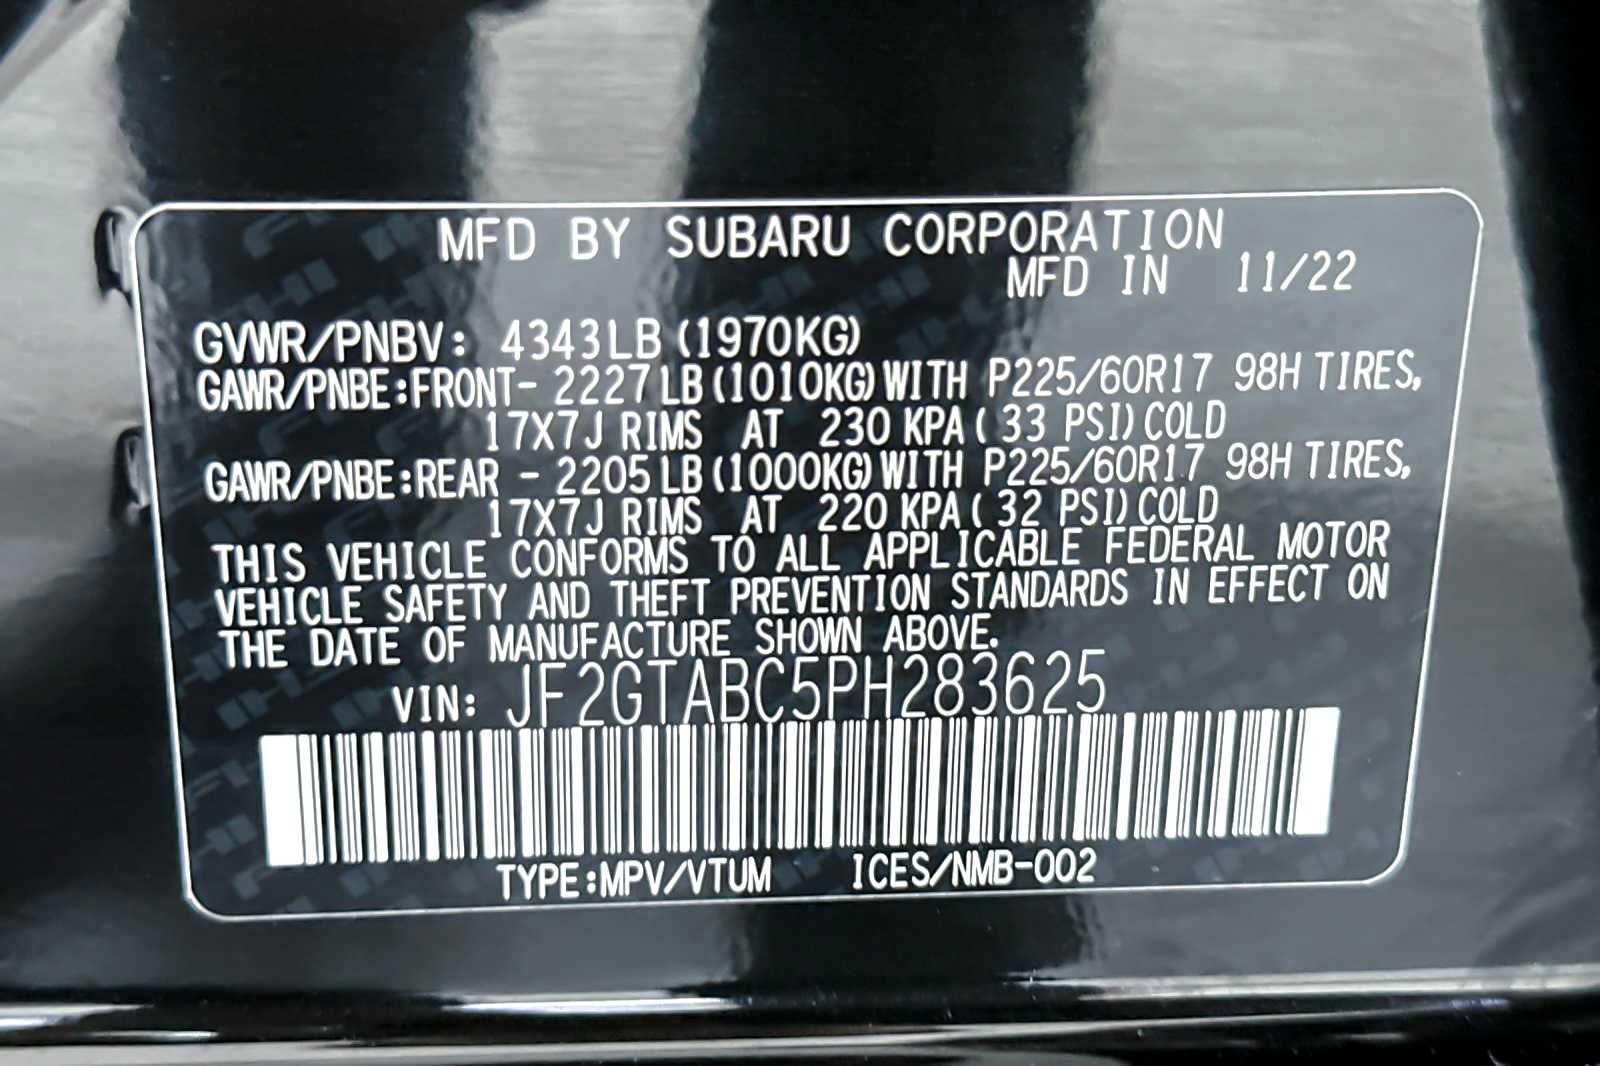 MFD BY SUBARU CORPORATION
MFD IN 11/22
GVWR/PNBV: 4343LB (1970KG)
GAWR/PNBE:FRONT- 2227LB (1010KG) WITH P225/60R17 98H TIRES,
17X7J RIMS AT 230 KPA ( 33 PSI) COLD
GAWR/PNBE:REAR - 2205LB (1000KG) WITH P225/60R17 98H TIRES,
17X7J RIMS AT 220 KPA ( 32 PSI) COLD
THIS VEHICLE CONFORMS TO ALL APPLICABLE FEDERAL MOTOR
VEHICLE SAFETY AND THEFT PREVENTION STANDARDS IN EFFECT ON
THE DATE OF MANUFACTURE SHOWN ABOVE.
VIN: JF2GTABC5PH283625
TYPE:MPV/VTUM ICES/NMB-002